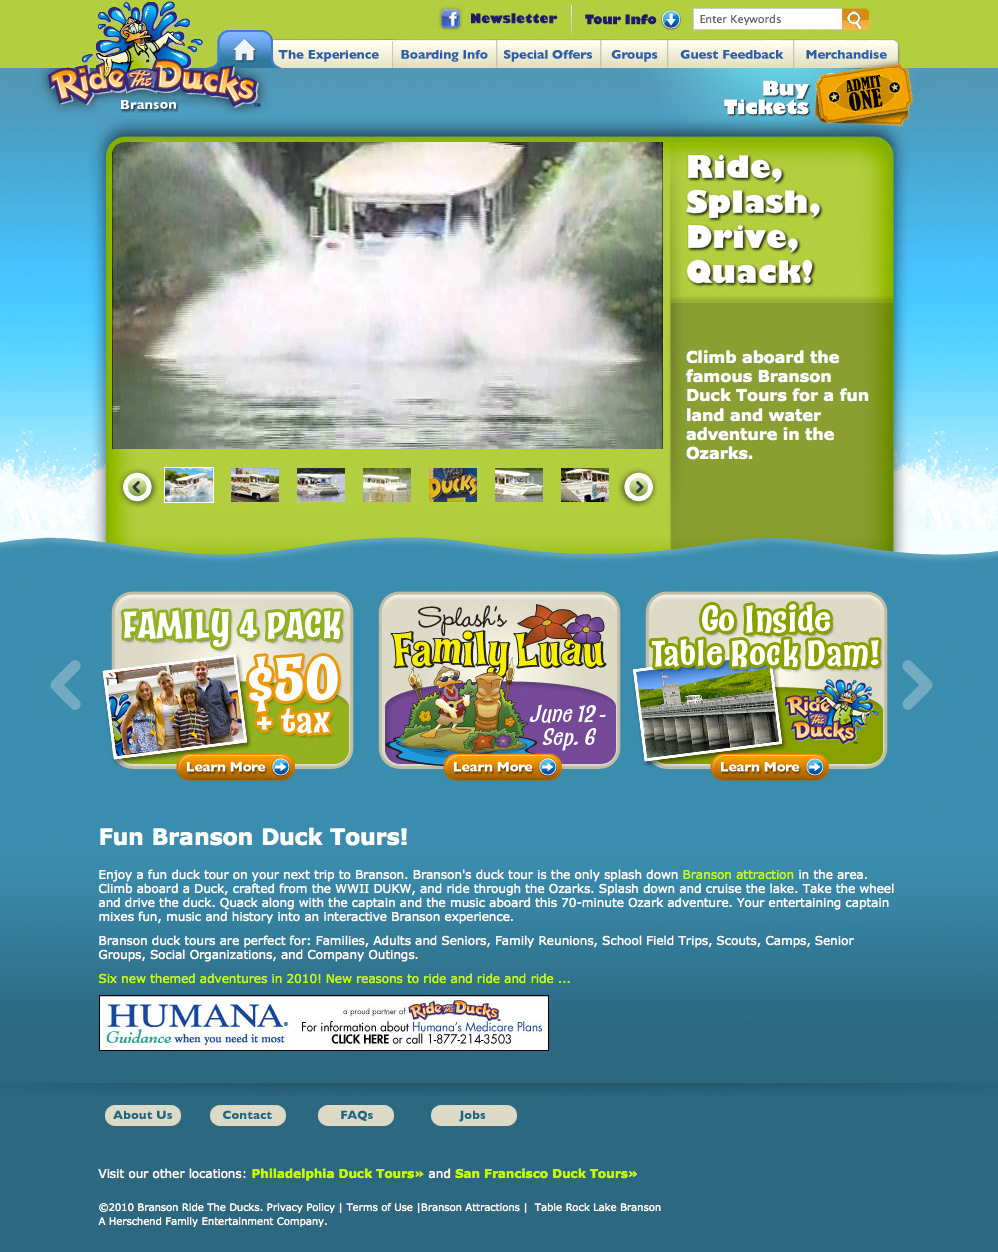 Newsletter
Tour Info
Enter Keywords
Ride The Ducks
Branson
The Experience
Boarding Info
Special Offers
Groups
Guest Feedback
Merchandise
Buy
Tickets
ADMIT
ONE
Ride,
Splash,
Drive,
Quack!
Climb aboard the
famous Branson
Duck Tours for a fun
land and water
adventure in the
Ozarks.
The
Ducks
FAMILY 4 PACK
$50
+ tax
Learn More
Splash's
Family Luau
June 12 -
Sep. 6
Learn More
Go Inside
Table Rock Dam!
Ride
The
Ducks
Learn More
Fun Branson Duck Tours!
Enjoy a fun duck tour on your next trip to Branson. Branson's duck tour is the only splash down Branson attraction in the area.
Climb aboard a Duck, crafted from the WWII DUKW, and ride through the Ozarks. Splash down and cruise the lake. Take the wheel
and drive the duck. Quack along with the captain and the music aboard this 70-minute Ozark adventure. Your entertaining captain
mixes fun, music and history into an interactive Branson experience.
Branson duck tours are perfect for: Families, Adults and Seniors, Family Reunions, School Field Trips, Scouts, Camps, Senior
Groups, Social Organizations, and Company Outings.
Six new themed adventures in 2010! New reasons to ride and ride and ride ...
HUMANA®
Guidance when you need it most
a proud partner of Ride The Ducks
For information about Humana's Medicare Plans
CLICK HERE or call 1-877-214-3503
About Us
Contact
FAQs
Jobs
Visit our other locations: Philadelphia Duck Tours» and San Francisco Duck Tours»
©2010 Branson Ride The Ducks. Privacy Policy | Terms of Use |Branson Attractions | Table Rock Lake Branson
A Herschend Family Entertainment Company.